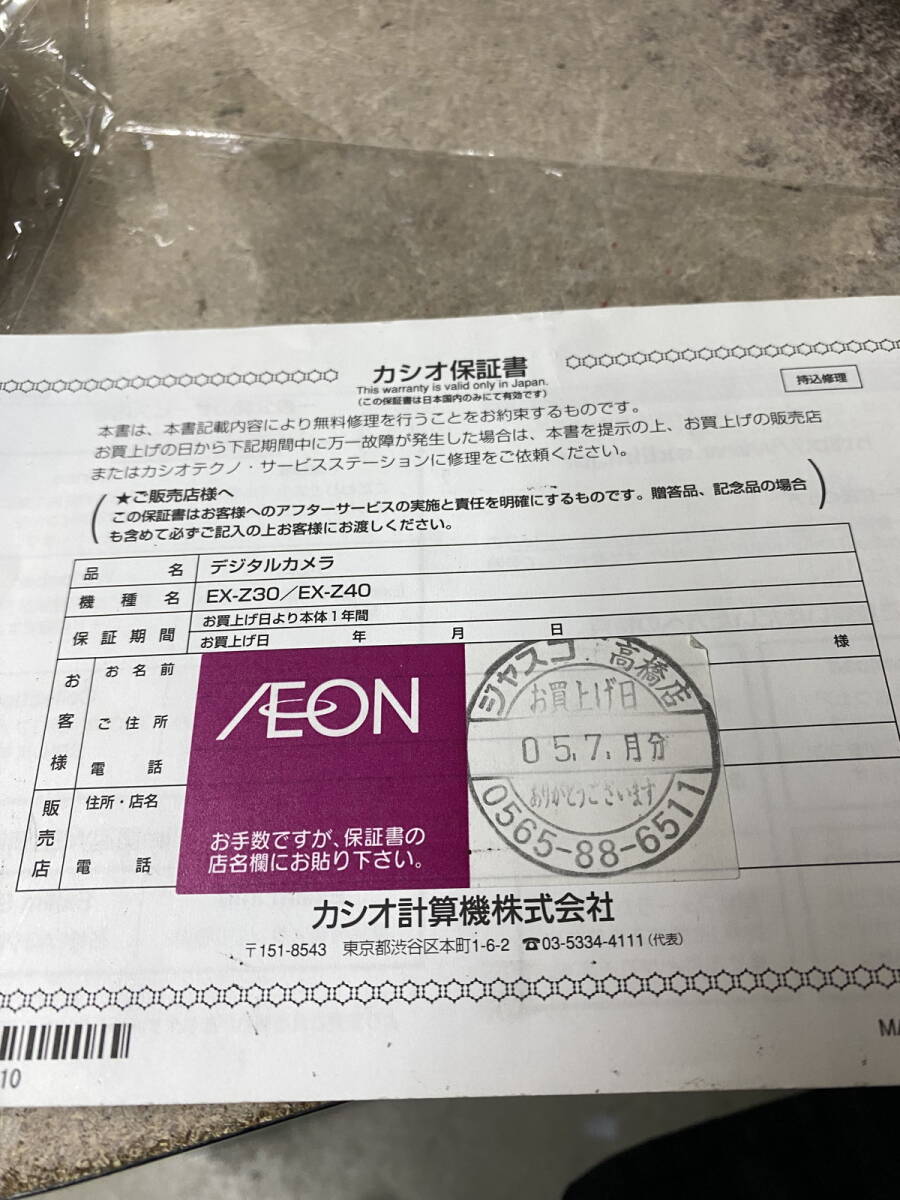 カシオ保証書
This warranty is valid only in Japan.
(この保証書は日本国内のみにて有効です)
持込修理
本書は、本書記載内容により無料修理を行うことをお約束するものです。
お買上げの日から下記期間中に万一故障が発生した場合は、本書を提示の上、お買上げの販売店
またはカシオテクノ・サービスステーションに修理をご依頼ください。
★ご販売店様へ
この保証書はお客様へのアフターサービスの実施と責任を明確にするものです。贈答品、記念品の場合
も含めて必ずご記入の上お客様にお渡しください。
品名 デジタルカメラ
機種名 EX-Z30/EX-Z40
保証期間 お買上げ日より本体1年間
お買上げ日 年 月 日
お客様 お名前 様
ご住所
電話
販売店 住所・店名
電話
AEON
お手数ですが、保証書の
店名欄にお貼り下さい。
ジャスコ 高橋店
お買上げ日
05.7.月分
ありがとうございます
0565-88-6511
カシオ計算機株式会社
〒151-8543 東京都渋谷区本町1-6-2 ☎03-5334-4111(代表)
10
MA